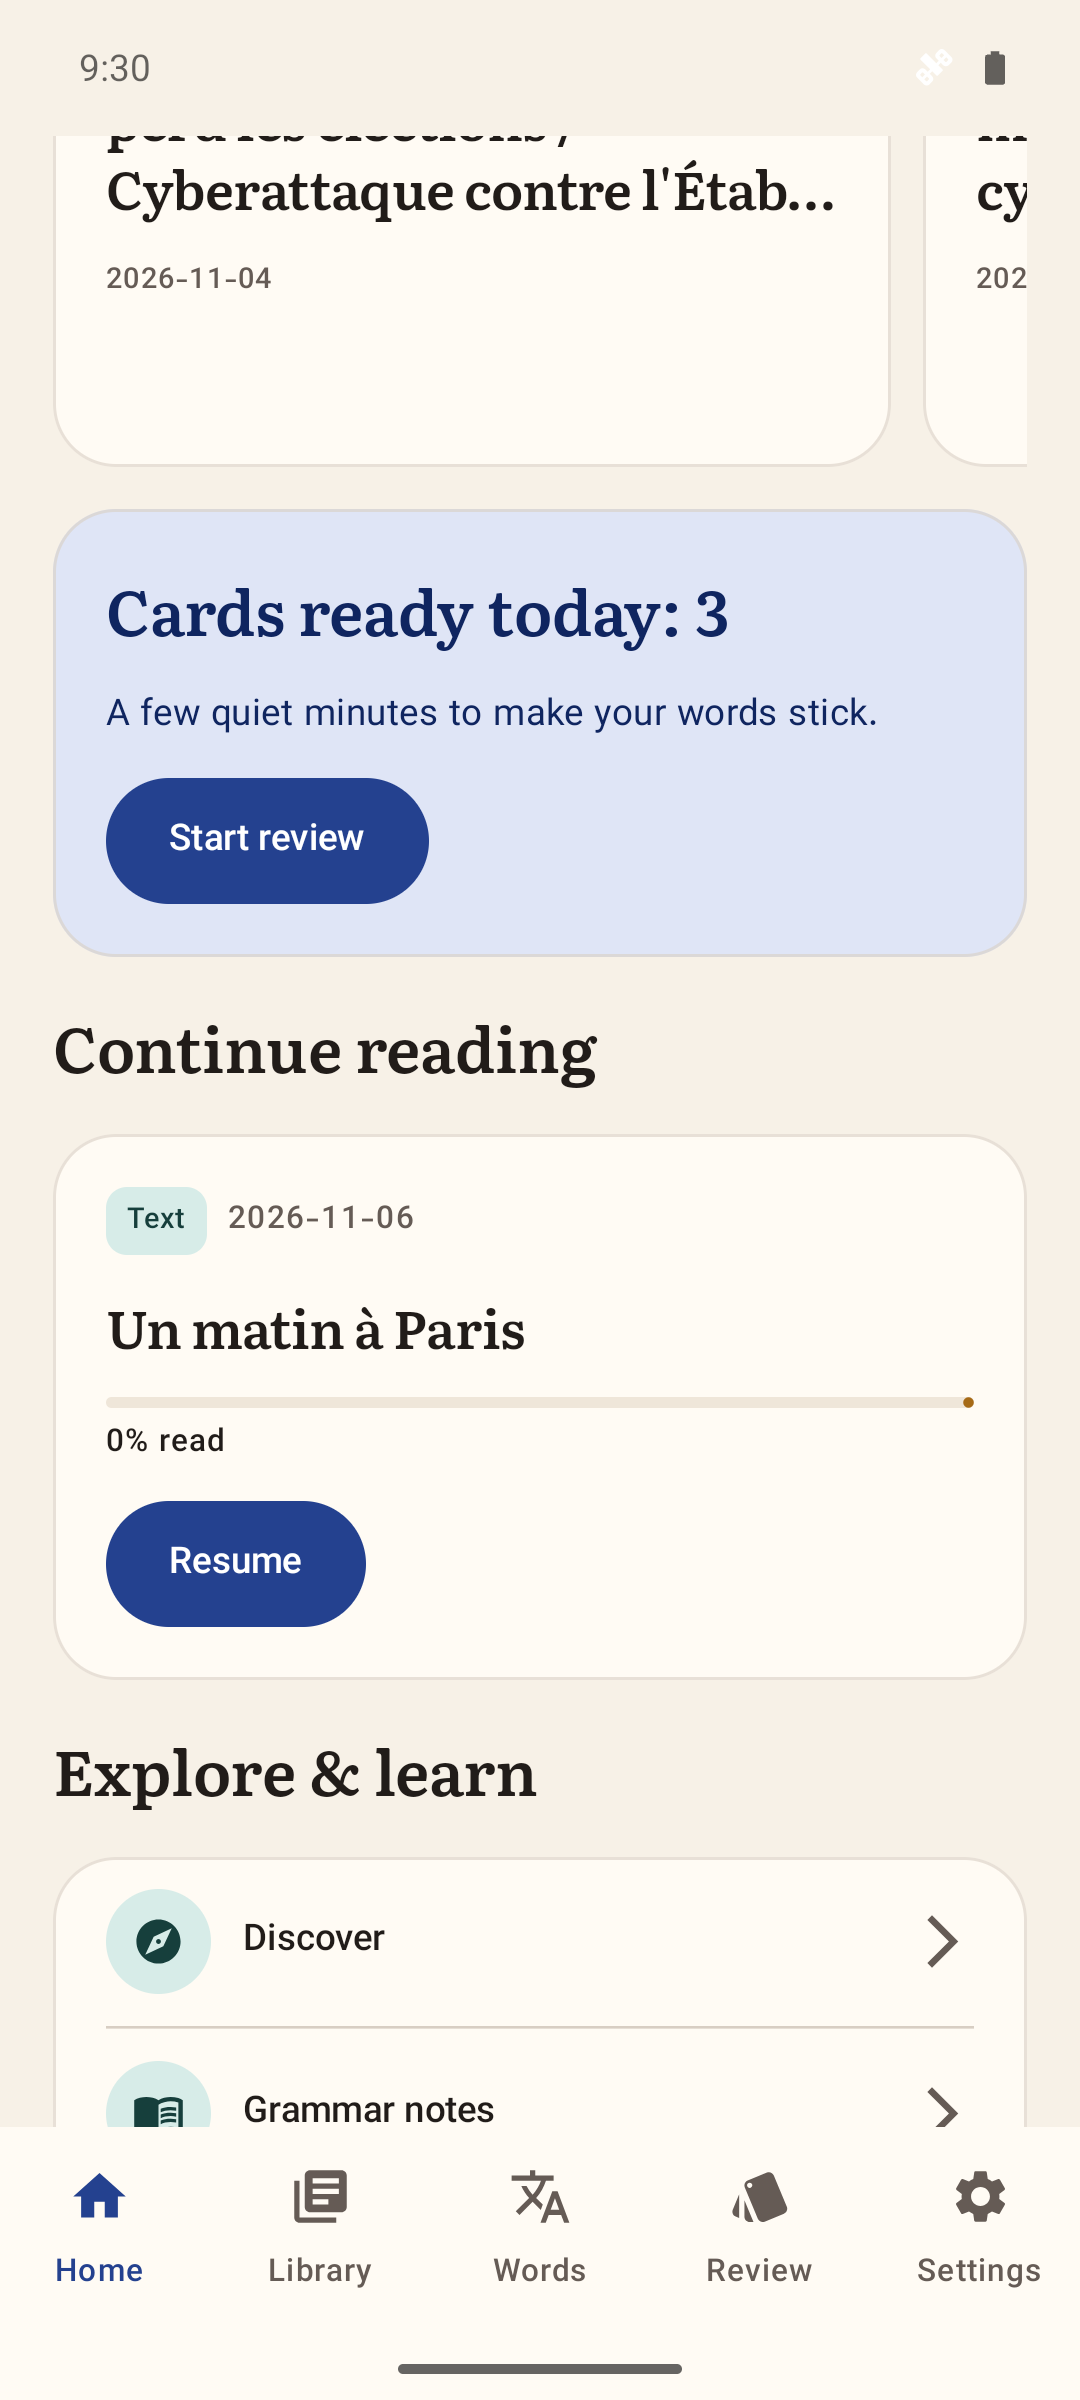 9:30
Cyberattaque contre l'Étab...
cy
2026-11-04
202
Cards ready today: 3
A few quiet minutes to make your words stick.
Start review
Continue reading
Text 2026-11-06
Un matin à Paris
0% read
Resume
Explore & learn
Discover
Grammar notes
Home
Library
Words
Review
Settings